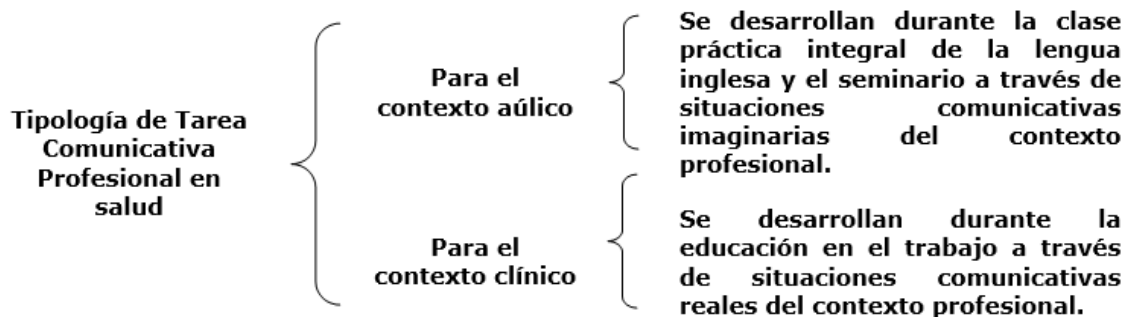 Tipología de Tarea
Comunicativa
Profesional en
salud
Para el
contexto aúlico
Se desarrollan durante la clase
práctica integral de la lengua
inglesa y el seminario a través de
situaciones comunicativas
imaginarias del contexto
profesional.
Para el
contexto clínico
Se desarrollan durante la
educación en el trabajo a través
de situaciones comunicativas
reales del contexto profesional.